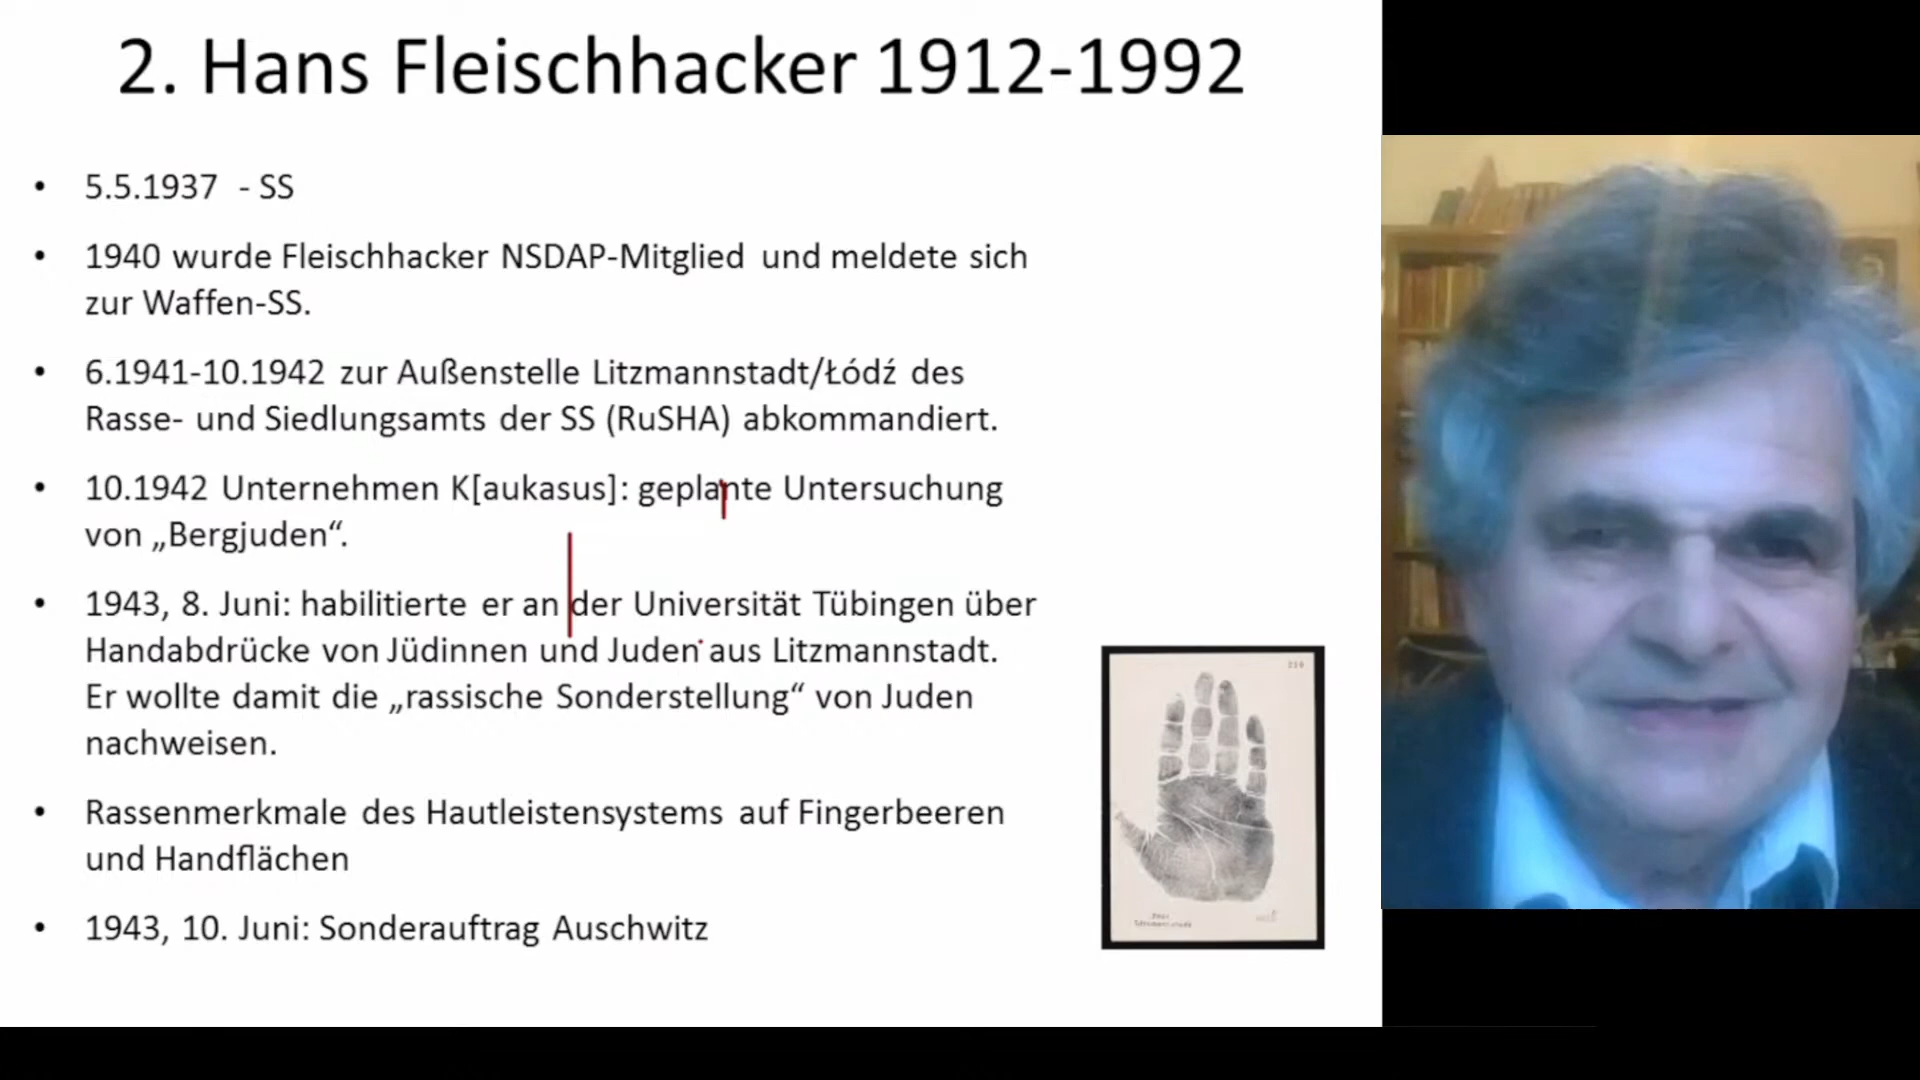 2. Hans Fleischhacker 1912-1992
• 5.5.1937 - SS
• 1940 wurde Fleischhacker NSDAP-Mitglied und meldete sich
zur Waffen-SS.
• 6.1941-10.1942 zur Außenstelle Litzmannstadt/Łódź des
Rasse- und Siedlungsamts der SS (RuSHA) abkommandiert.
• 10.1942 Unternehmen K[aukasus]: geplante Untersuchung
von „Bergjuden“.
• 1943, 8. Juni: habilitierte er an der Universität Tübingen über
Handabdrücke von Jüdinnen und Juden aus Litzmannstadt.
Er wollte damit die „rassische Sonderstellung“ von Juden
nachweisen.
• Rassenmerkmale des Hautleistensystems auf Fingerbeeren
und Handflächen
• 1943, 10. Juni: Sonderauftrag Auschwitz